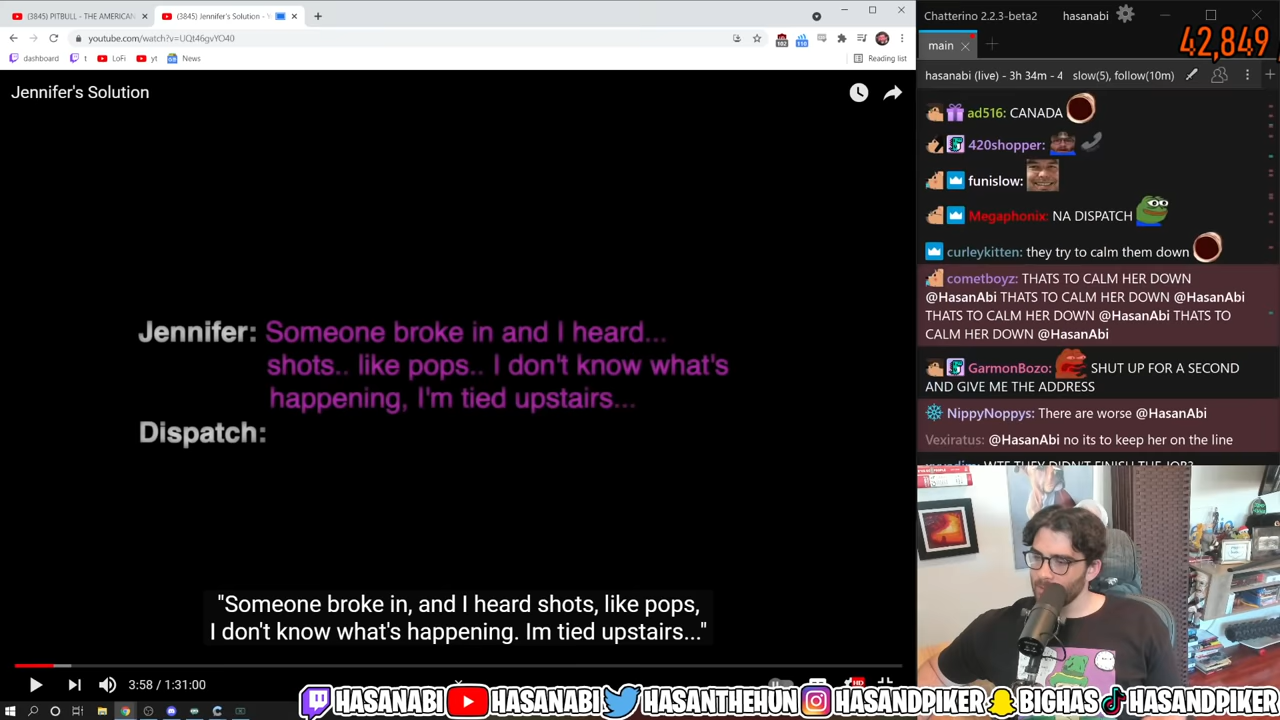 (3845) PITBULL - THE AMERICAN
(3845) Jennifer's Solution -
youtube.com/watch?v=UQt46gvYO40
dashboard
t
LoFi
yt
News
Reading list
Jennifer's Solution
Jennifer: Someone broke in and I heard...
shots.. like pops.. I don't know what's
happening, I'm tied upstairs...
Dispatch:
"Someone broke in, and I heard shots, like pops,
I don't know what's happening. Im tied upstairs..."
3:58 / 1:31:00
HD
Chatterino 2.2.3-beta2
hasanabi
42,849
main
hasanabi (live) - 3h 34m - 4
slow(5), follow(10m)
ad516: CANADA
420shopper:
funislow:
Megaphonix: NA DISPATCH
curleykitten: they try to calm them down
cometboyz: THATS TO CALM HER DOWN
@HasanAbi THATS TO CALM HER DOWN @HasanAbi
THATS TO CALM HER DOWN @HasanAbi THATS TO
CALM HER DOWN @HasanAbi
GarmonBozo: SHUT UP FOR A SECOND
AND GIVE ME THE ADDRESS
NippyNoppys: There are worse @HasanAbi
Vexiratus: @HasanAbi no its to keep her on the line
WTF THEY DIDN'T FINISH THE JOB?
HASANABI HASANABI HASANTHEHUN HASANDPIKER BIGHAS HASANDPIKER